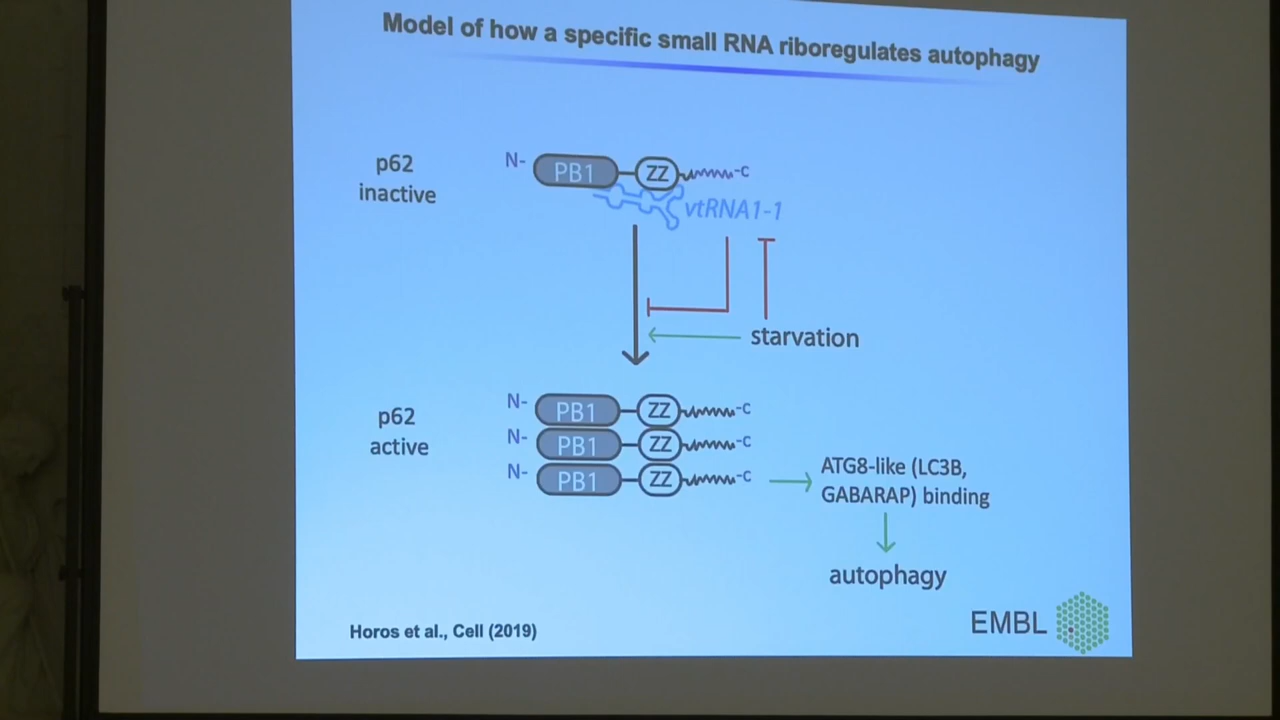 Model of how a specific small RNA riboregulates autophagy
p62
inactive
N- PB1 ZZ -C
vtRNA1-1
starvation
p62
active
N- PB1 ZZ -C
N- PB1 ZZ -C
N- PB1 ZZ -C
ATG8-like (LC3B,
GABARAP) binding
autophagy
Horos et al., Cell (2019)
EMBL